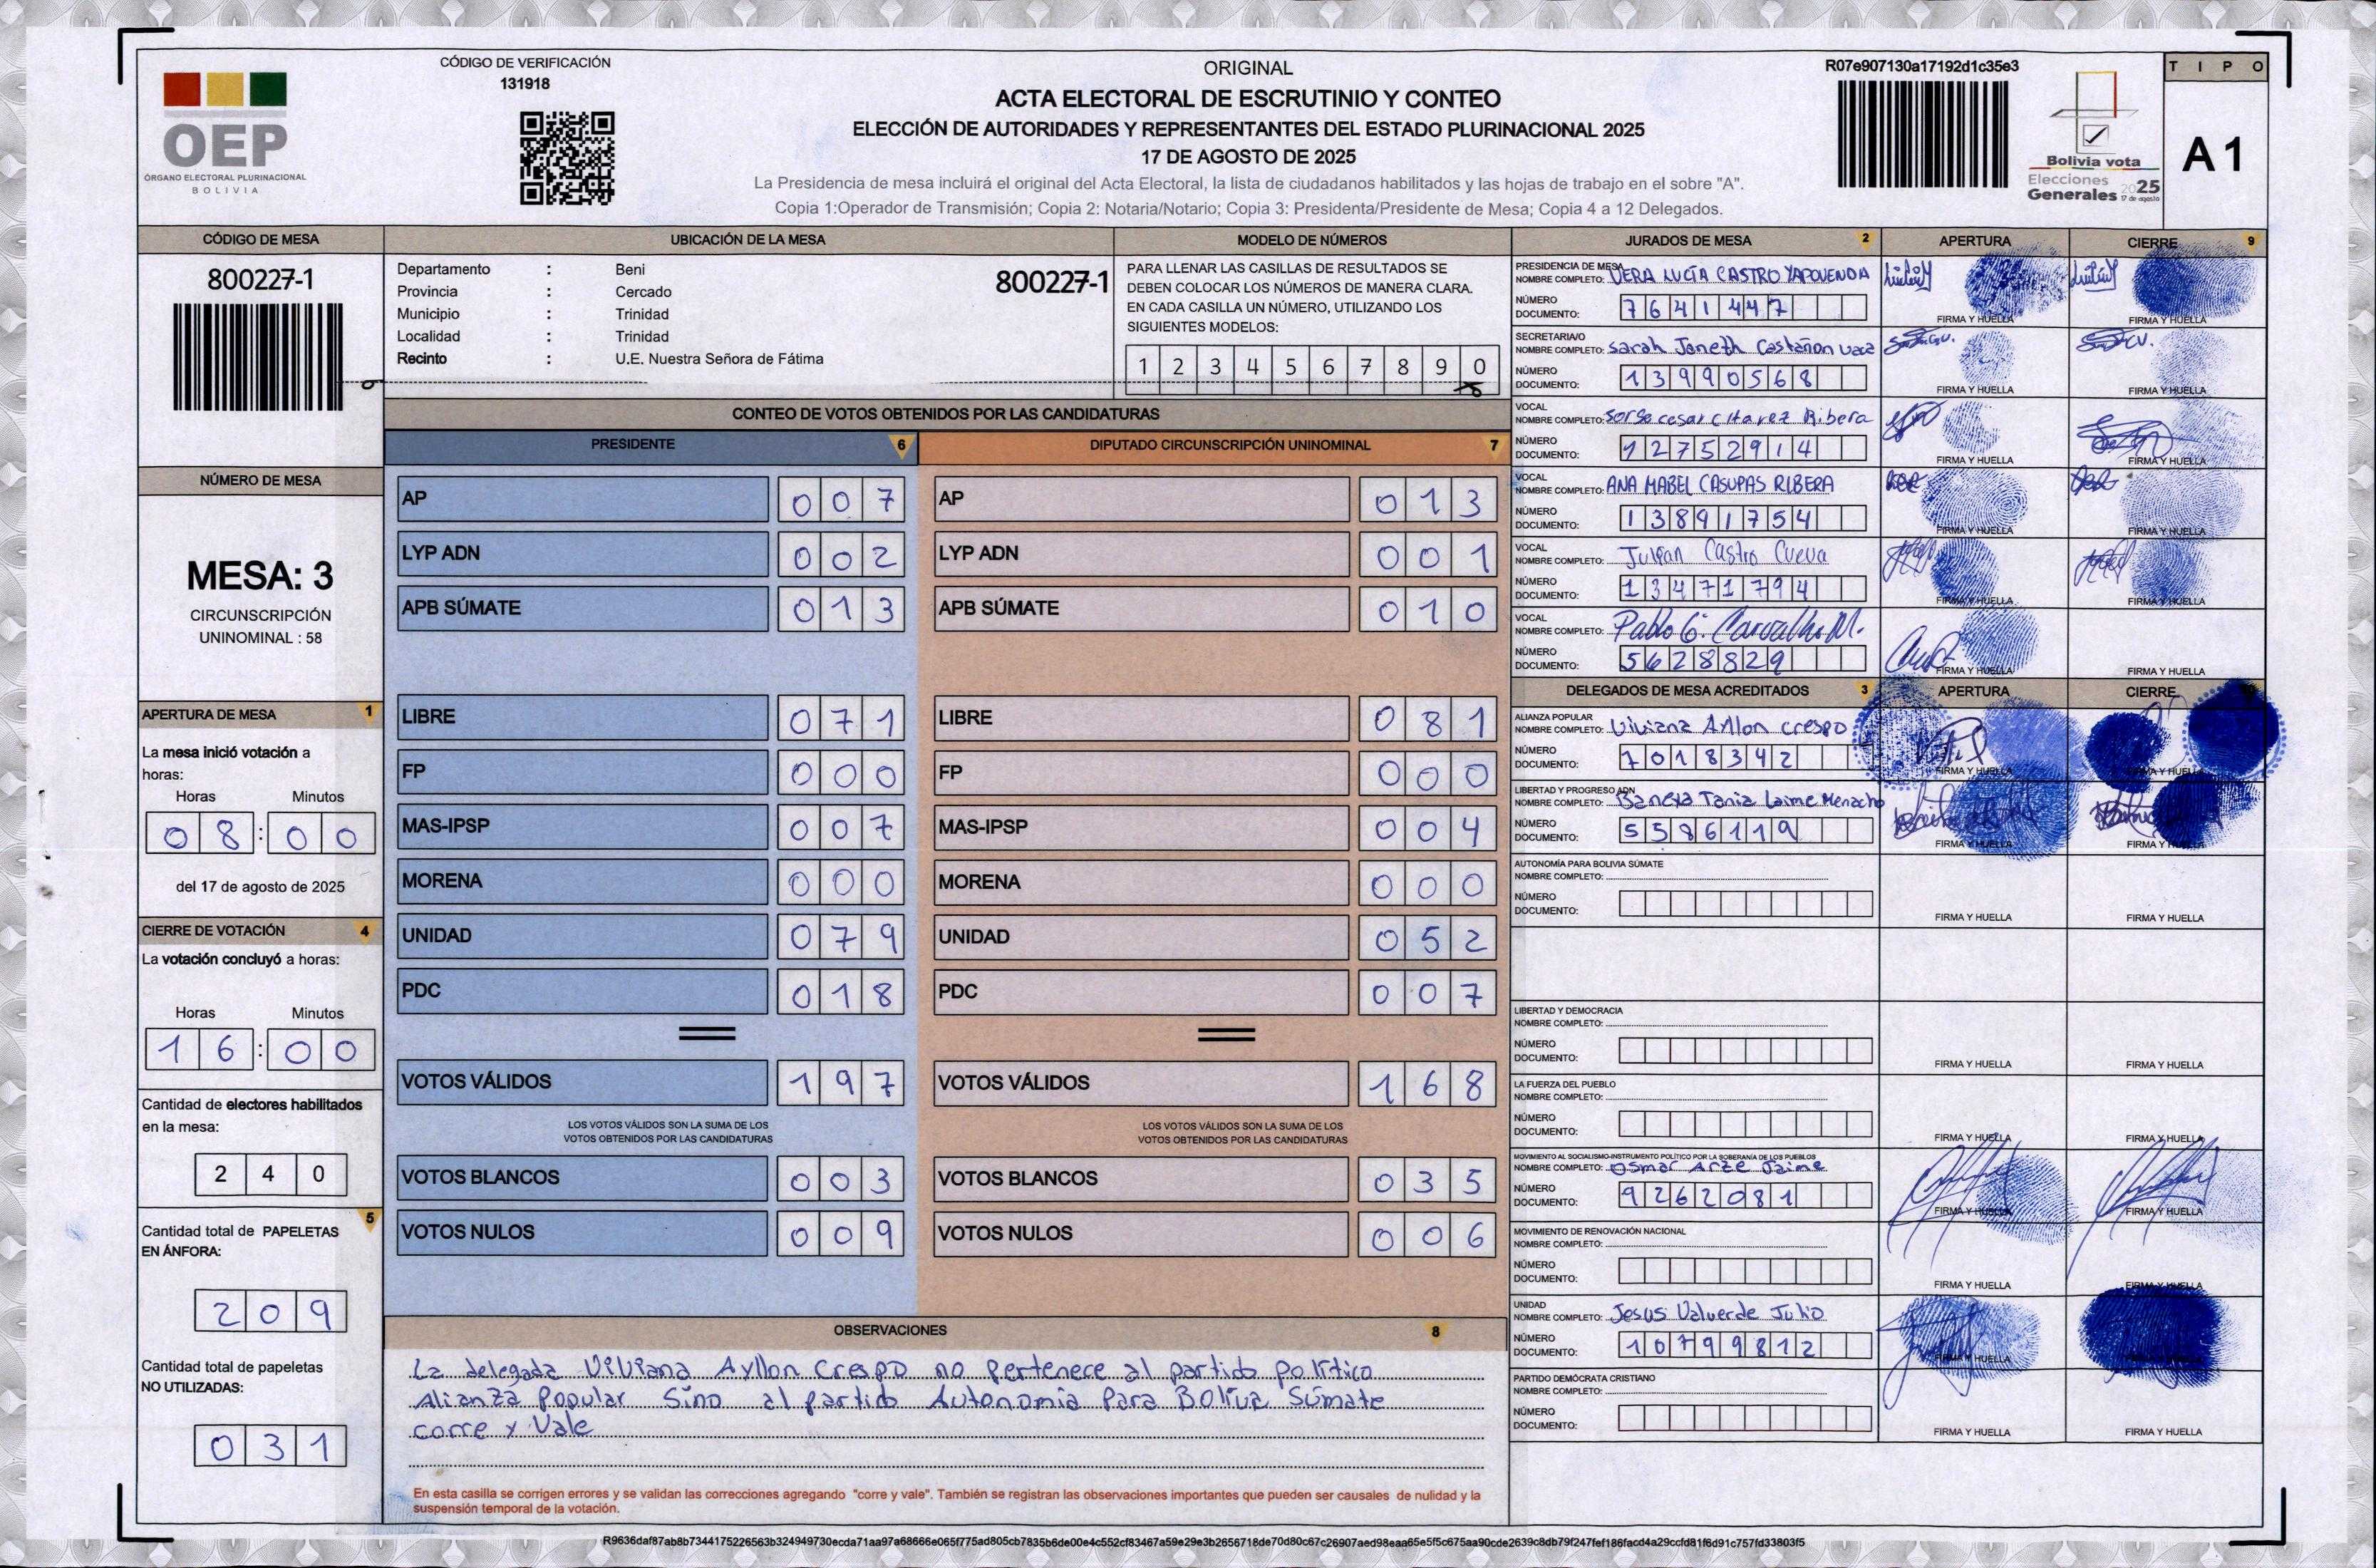 CÓDIGO DE VERIFICACIÓN
131918
OEP
ÓRGANO ELECTORAL PLURINACIONAL
BOLIVIA
ORIGINAL
ACTA ELECTORAL DE ESCRUTINIO Y CONTEO
ELECCIÓN DE AUTORIDADES Y REPRESENTANTES DEL ESTADO PLURINACIONAL 2025
17 DE AGOSTO DE 2025
La Presidencia de mesa incluirá el original del Acta Electoral, la lista de ciudadanos habilitados y las hojas de trabajo en el sobre "A".
Copia 1:Operador de Transmisión; Copia 2: Notaria/Notario; Copia 3: Presidenta/Presidente de Mesa; Copia 4 a 12 Delegados.
R07e907130a17192d1c35e3
Bolivia vota
Elecciones
Generales 2025
17 de agosto
TIPO
A 1
CÓDIGO DE MESA
800227-1
UBICACIÓN DE LA MESA
Departamento : Beni
Provincia : Cercado
Municipio : Trinidad
Localidad : Trinidad
Recinto : U.E. Nuestra Señora de Fátima
800227-1
MODELO DE NÚMEROS
PARA LLENAR LAS CASILLAS DE RESULTADOS SE
DEBEN COLOCAR LOS NÚMEROS DE MANERA CLARA.
EN CADA CASILLA UN NÚMERO, UTILIZANDO LOS
SIGUIENTES MODELOS:
1 2 3 4 5 6 7 8 9 0
NÚMERO DE MESA
MESA: 3
CIRCUNSCRIPCIÓN
UNINOMINAL : 58
APERTURA DE MESA 1
La mesa inició votación a
horas:
Horas Minutos
08:00
del 17 de agosto de 2025
CIERRE DE VOTACIÓN 4
La votación concluyó a horas:
Horas Minutos
16:00
Cantidad de electores habilitados
en la mesa:
240
Cantidad total de PAPELETAS 5
EN ÁNFORA:
209
Cantidad total de papeletas
NO UTILIZADAS:
031
CONTEO DE VOTOS OBTENIDOS POR LAS CANDIDATURAS
PRESIDENTE 6
AP 007
LYP ADN 002
APB SÚMATE 013
LIBRE 071
FP 000
MAS-IPSP 007
MORENA 000
UNIDAD 079
PDC 018
VOTOS VÁLIDOS 197
LOS VOTOS VÁLIDOS SON LA SUMA DE LOS
VOTOS OBTENIDOS POR LAS CANDIDATURAS
VOTOS BLANCOS 003
VOTOS NULOS 009
DIPUTADO CIRCUNSCRIPCIÓN UNINOMINAL 7
AP 013
LYP ADN 001
APB SÚMATE 010
LIBRE 081
FP 000
MAS-IPSP 004
MORENA 000
UNIDAD 052
PDC 007
VOTOS VÁLIDOS 168
LOS VOTOS VÁLIDOS SON LA SUMA DE LOS
VOTOS OBTENIDOS POR LAS CANDIDATURAS
VOTOS BLANCOS 035
VOTOS NULOS 006
OBSERVACIONES 8
La delegada Viviana Ayllon Crespo no pertenece al partido político
Alianza Popular Sino al partido Autonomia Para Boliva Súmate
corre y Vale
En esta casilla se corrigen errores y se validan las correcciones agregando "corre y vale". También se registran las observaciones importantes que pueden ser causales de nulidad y la
suspensión temporal de la votación.
JURADOS DE MESA 2 APERTURA CIERRE 9
PRESIDENCIA DE MESA
NOMBRE COMPLETO: VERA LUCÍA CASTRO YAPOVENDA
NÚMERO
DOCUMENTO: 7641447
FIRMA Y HUELLA FIRMA Y HUELLA
SECRETARIA/O
NOMBRE COMPLETO: Sarah Janeth Castañon Vaca
NÚMERO
DOCUMENTO: 13990568
FIRMA Y HUELLA FIRMA Y HUELLA
VOCAL
NOMBRE COMPLETO: Jorge cesar Chavez Ribera
NÚMERO
DOCUMENTO: 12752914
FIRMA Y HUELLA FIRMA Y HUELLA
VOCAL
NOMBRE COMPLETO: ANA MABEL CASUPAS RIBERA
NÚMERO
DOCUMENTO: 13891754
FIRMA Y HUELLA FIRMA Y HUELLA
VOCAL
NOMBRE COMPLETO: Julian Castro Cueva
NÚMERO
DOCUMENTO: 13471794
FIRMA Y HUELLA FIRMA Y HUELLA
VOCAL
NOMBRE COMPLETO: Pablo G. Carvalho M.
NÚMERO
DOCUMENTO: 5628829
FIRMA Y HUELLA FIRMA Y HUELLA
DELEGADOS DE MESA ACREDITADOS 3 APERTURA CIERRE
ALIANZA POPULAR
NOMBRE COMPLETO: Viviana Ayllon Crespo
NÚMERO
DOCUMENTO: 7018342
FIRMA Y HUELLA FIRMA Y HUELLA
LIBERTAD Y PROGRESO ADN
NOMBRE COMPLETO: Banexa Tania Laime Menacho
NÚMERO
DOCUMENTO: 5586119
FIRMA Y HUELLA FIRMA Y HUELLA
AUTONOMÍA PARA BOLIVIA SÚMATE
NOMBRE COMPLETO:
NÚMERO
DOCUMENTO:
FIRMA Y HUELLA FIRMA Y HUELLA
LIBERTAD Y DEMOCRACIA
NOMBRE COMPLETO:
NÚMERO
DOCUMENTO:
FIRMA Y HUELLA FIRMA Y HUELLA
LA FUERZA DEL PUEBLO
NOMBRE COMPLETO:
NÚMERO
DOCUMENTO:
FIRMA Y HUELLA FIRMA Y HUELLA
MOVIMIENTO AL SOCIALISMO-INSTRUMENTO POLÍTICO POR LA SOBERANÍA DE LOS PUEBLOS
NOMBRE COMPLETO: Osmar Arze Jaime
NÚMERO
DOCUMENTO: 9262081
FIRMA Y HUELLA FIRMA Y HUELLA
MOVIMIENTO DE RENOVACIÓN NACIONAL
NOMBRE COMPLETO:
NÚMERO
DOCUMENTO:
FIRMA Y HUELLA FIRMA Y HUELLA
UNIDAD
NOMBRE COMPLETO: Jesus Valverde Julio
NÚMERO
DOCUMENTO: 10799812
FIRMA Y HUELLA
PARTIDO DEMÓCRATA CRISTIANO
NOMBRE COMPLETO:
NÚMERO
DOCUMENTO:
FIRMA Y HUELLA FIRMA Y HUELLA